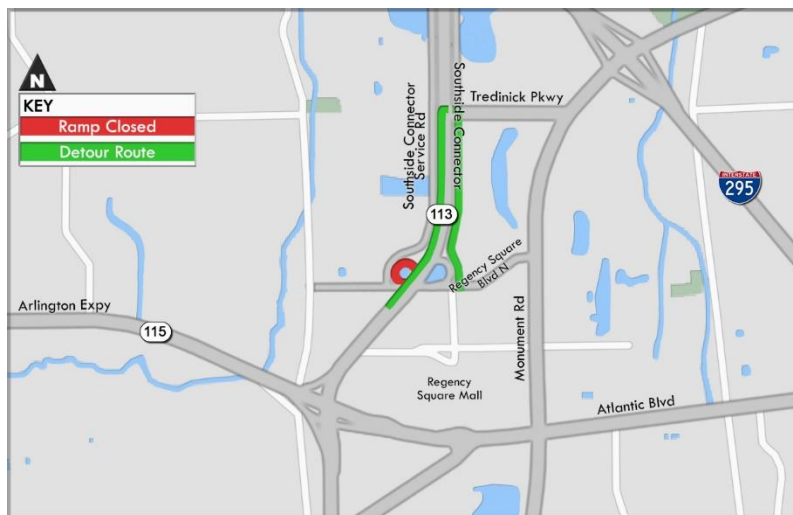 N
KEY
Ramp Closed
Detour Route
Southside Connector
Service Rd
Southside Connector
Tredinick Pkwy
INTERSTATE
295
113
Regency Square
Blvd N
Arlington Expy
115
Monument Rd
Regency
Square Mall
Atlantic Blvd